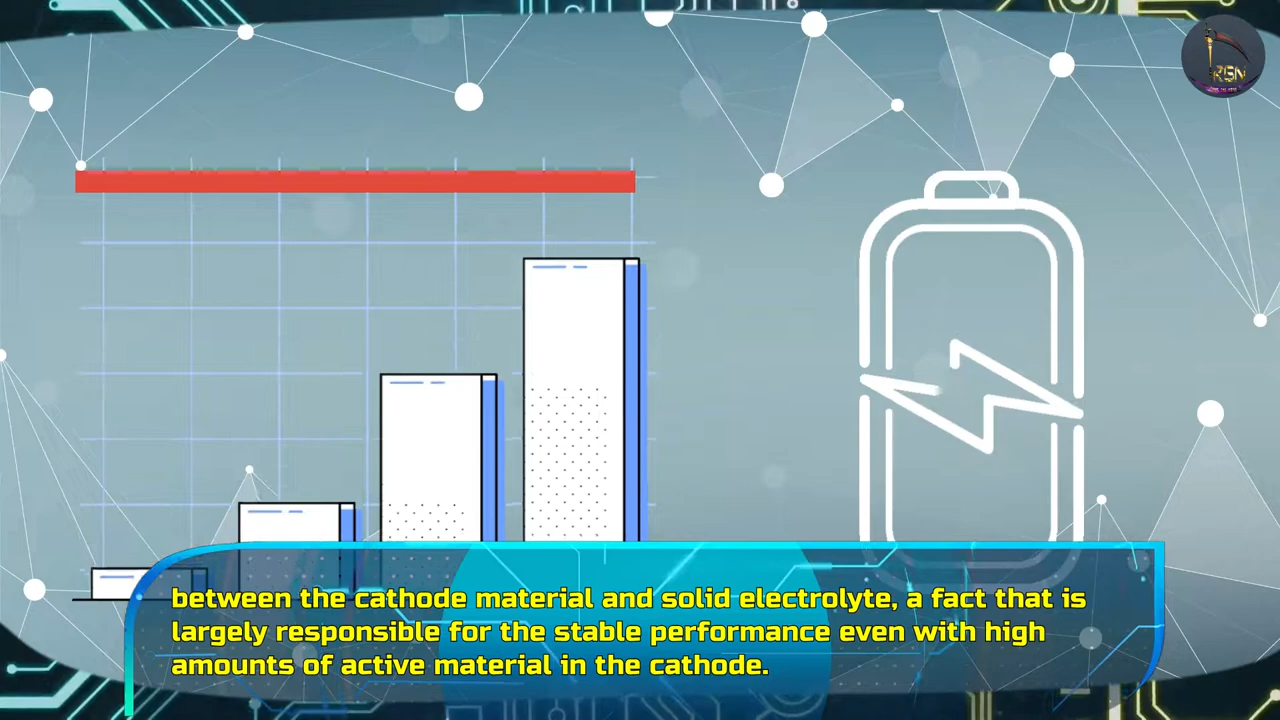 RGN
between the cathode material and solid electrolyte, a fact that is
largely responsible for the stable performance even with high
amounts of active material in the cathode.